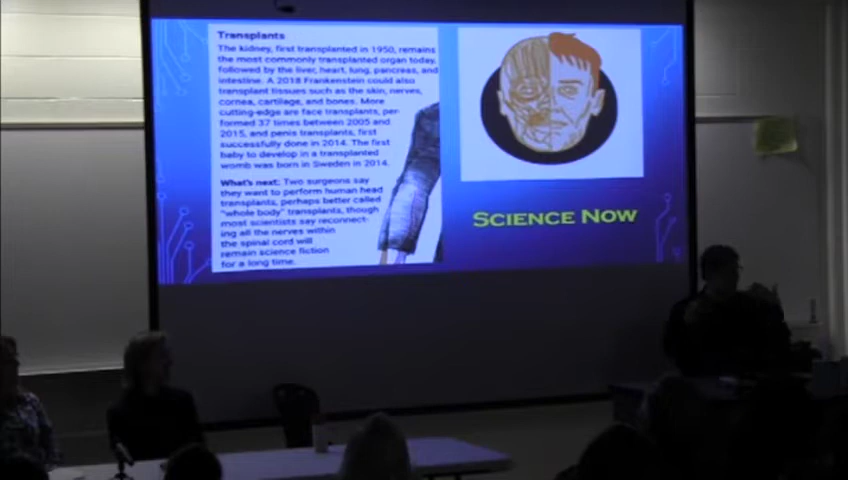 Transplants
The kidney, first transplanted in 1950, remains
the most commonly transplanted organ today,
followed by the liver, heart, lung, pancreas, and
intestine. A 2018 Frankenstein could also
transplant tissues such as the skin, nerves,
cornea, cartilage, and bones. More
cutting-edge are face transplants, per-
formed 37 times between 2005 and
2015, and penis transplants, first
successfully done in 2014. The first
baby to develop in a transplanted
womb was born in Sweden in 2014.
What's next: Two surgeons say
they want to perform human head
transplants, perhaps better called
"whole body" transplants, though
most scientists say reconnect-
ing all the nerves within
the spinal cord will
remain science fiction
for a long time.
SCIENCE NOW